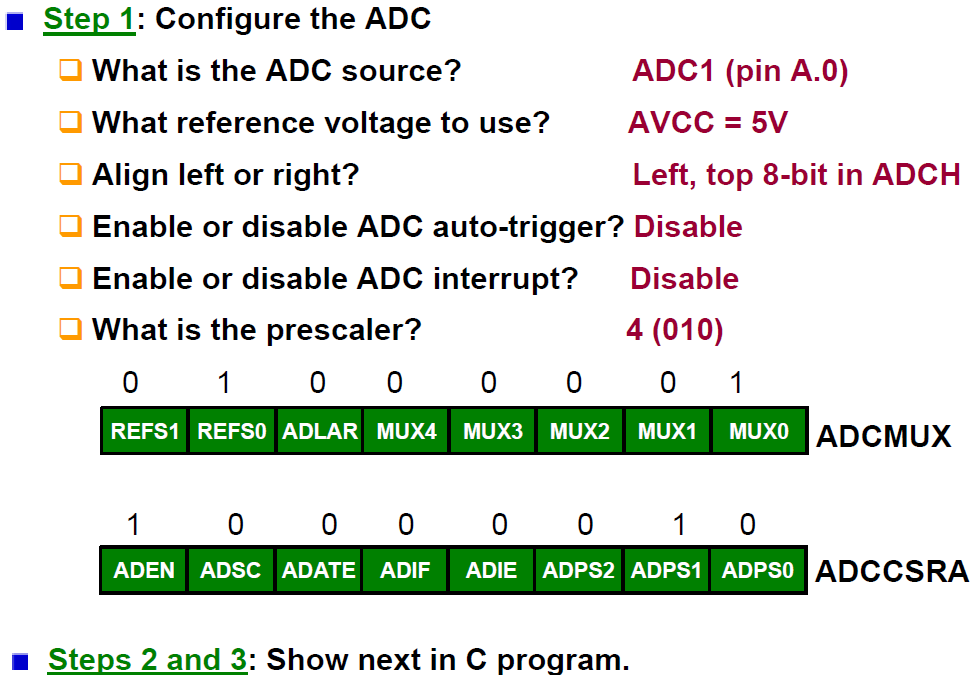 Step 1: Configure the ADC
What is the ADC source? ADC1 (pin A.0)
What reference voltage to use? AVCC = 5V
Align left or right? Left, top 8-bit in ADCH
Enable or disable ADC auto-trigger? Disable
Enable or disable ADC interrupt? Disable
What is the prescaler? 4 (010)
0 1 0 0 0 0 0 1
REFS1 REFS0 ADLAR MUX4 MUX3 MUX2 MUX1 MUX0 ADCMUX
1 0 0 0 0 0 1 0
ADEN ADSC ADATE ADIF ADIE ADPS2 ADPS1 ADPS0 ADCCSRA
Steps 2 and 3: Show next in C program.